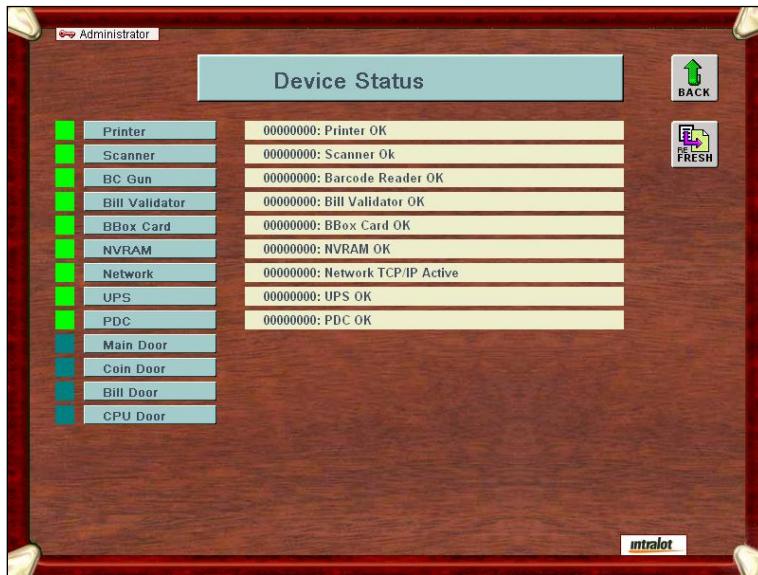 Administrator
Device Status
BACK
Printer 00000000: Printer OK
RE
FRESH
Scanner 00000000: Scanner Ok
BC Gun 00000000: Barcode Reader OK
Bill Validator 00000000: Bill Validator OK
BBox Card 00000000: BBox Card OK
NVRAM 00000000: NVRAM OK
Network 00000000: Network TCP/IP Active
UPS 00000000: UPS OK
PDC 00000000: PDC OK
Main Door
Coin Door
Bill Door
CPU Door
intralot